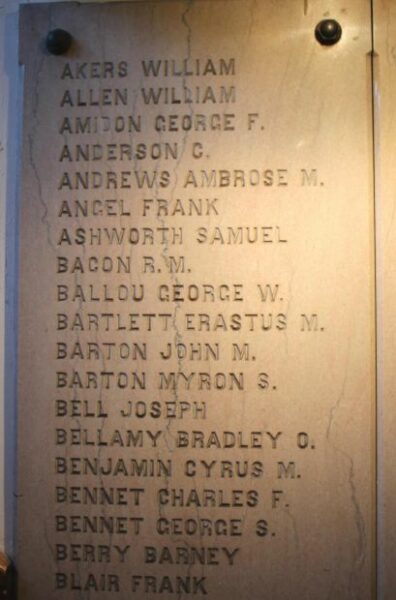 AKERS WILLIAM
ALLEN WILLIAM
AMIDON GEORGE F.
ANDERSON C.
ANDREWS AMBROSE M.
ANGEL FRANK
ASHWORTH SAMUEL
BACON R.M.
BALLOU GEORGE W.
BARTLETT ERASTUS M.
BARTON JOHN M.
BARTON MYRON S.
BELL JOSEPH
BELLAMY BRADLEY O.
BENJAMIN CYRUS M.
BENNET CHARLES F.
BENNET GEORGE S.
BERRY BARNEY
BLAIR FRANK